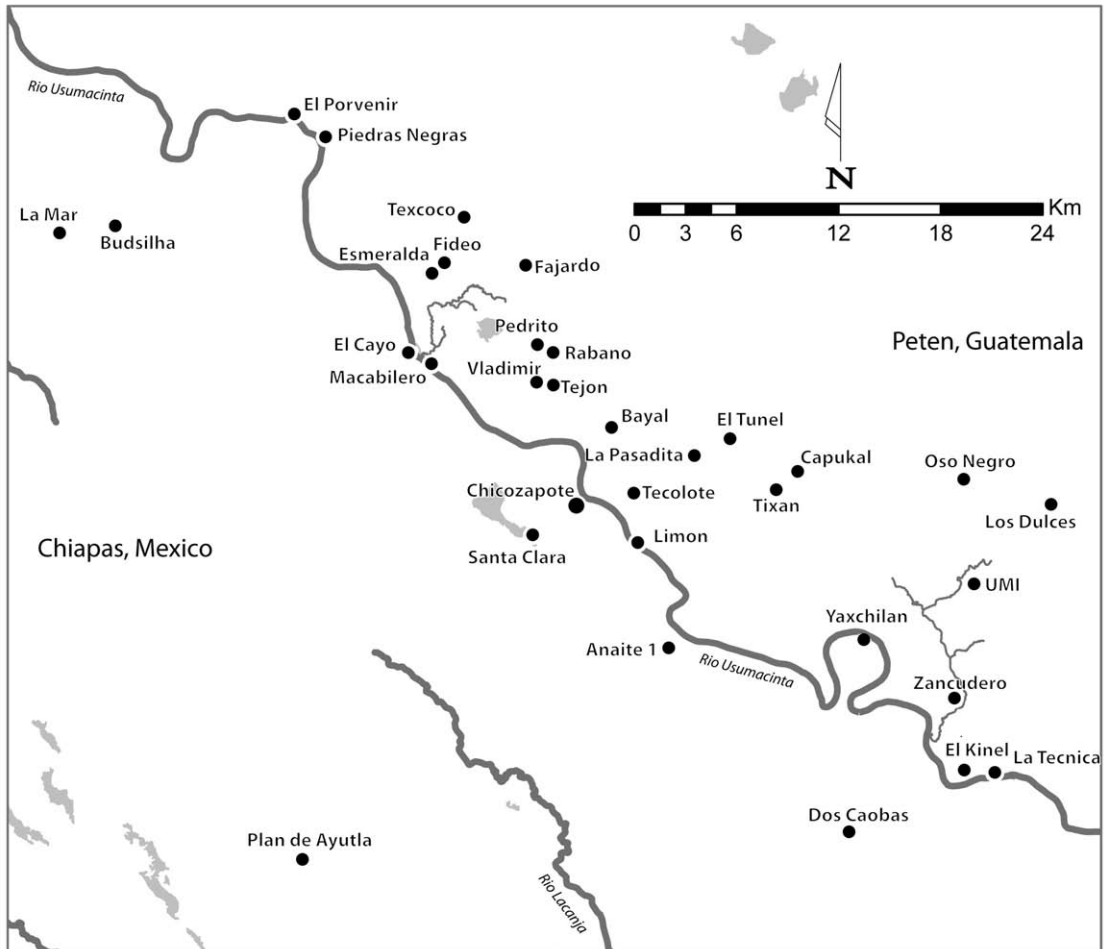 Rio Usumacinta
El Porvenir
Piedras Negras
N
Km
0 3 6 12 18 24
La Mar
Budsilha
Texcoco
Fideo
Esmeralda
Fajardo
Pedrito
El Cayo
Rabano
Peten, Guatemala
Macabilero
Vladimir
Tejon
Bayal
El Tunel
La Pasadita
Capukal
Oso Negro
Chicozapote
Tecolote
Tixan
Los Dulces
Santa Clara
Limon
Chiapas, Mexico
UMI
Yaxchilan
Anaite 1
Rio Usumacinta
Zancudero
El Kinel
La Tecnica
Dos Caobas
Plan de Ayutla
Rio Lacanja